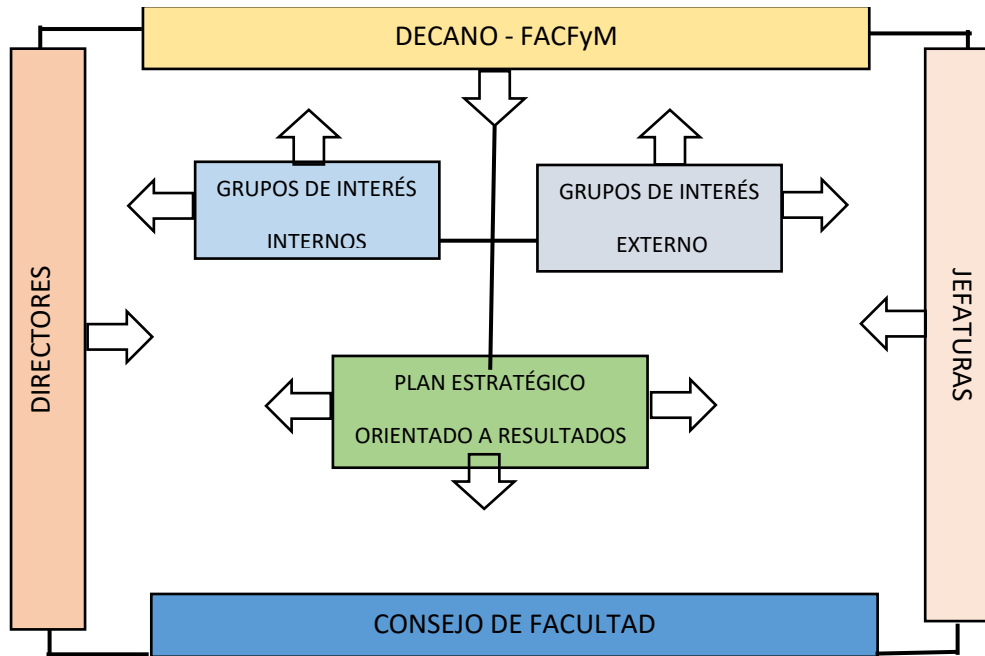 DECANO - FACFyM
GRUPOS DE INTERÉS
INTERNOS
GRUPOS DE INTERÉS
EXTERNO
DIRECTORES
JEFATURAS
PLAN ESTRATÉGICO
ORIENTADO A RESULTADOS
CONSEJO DE FACULTAD